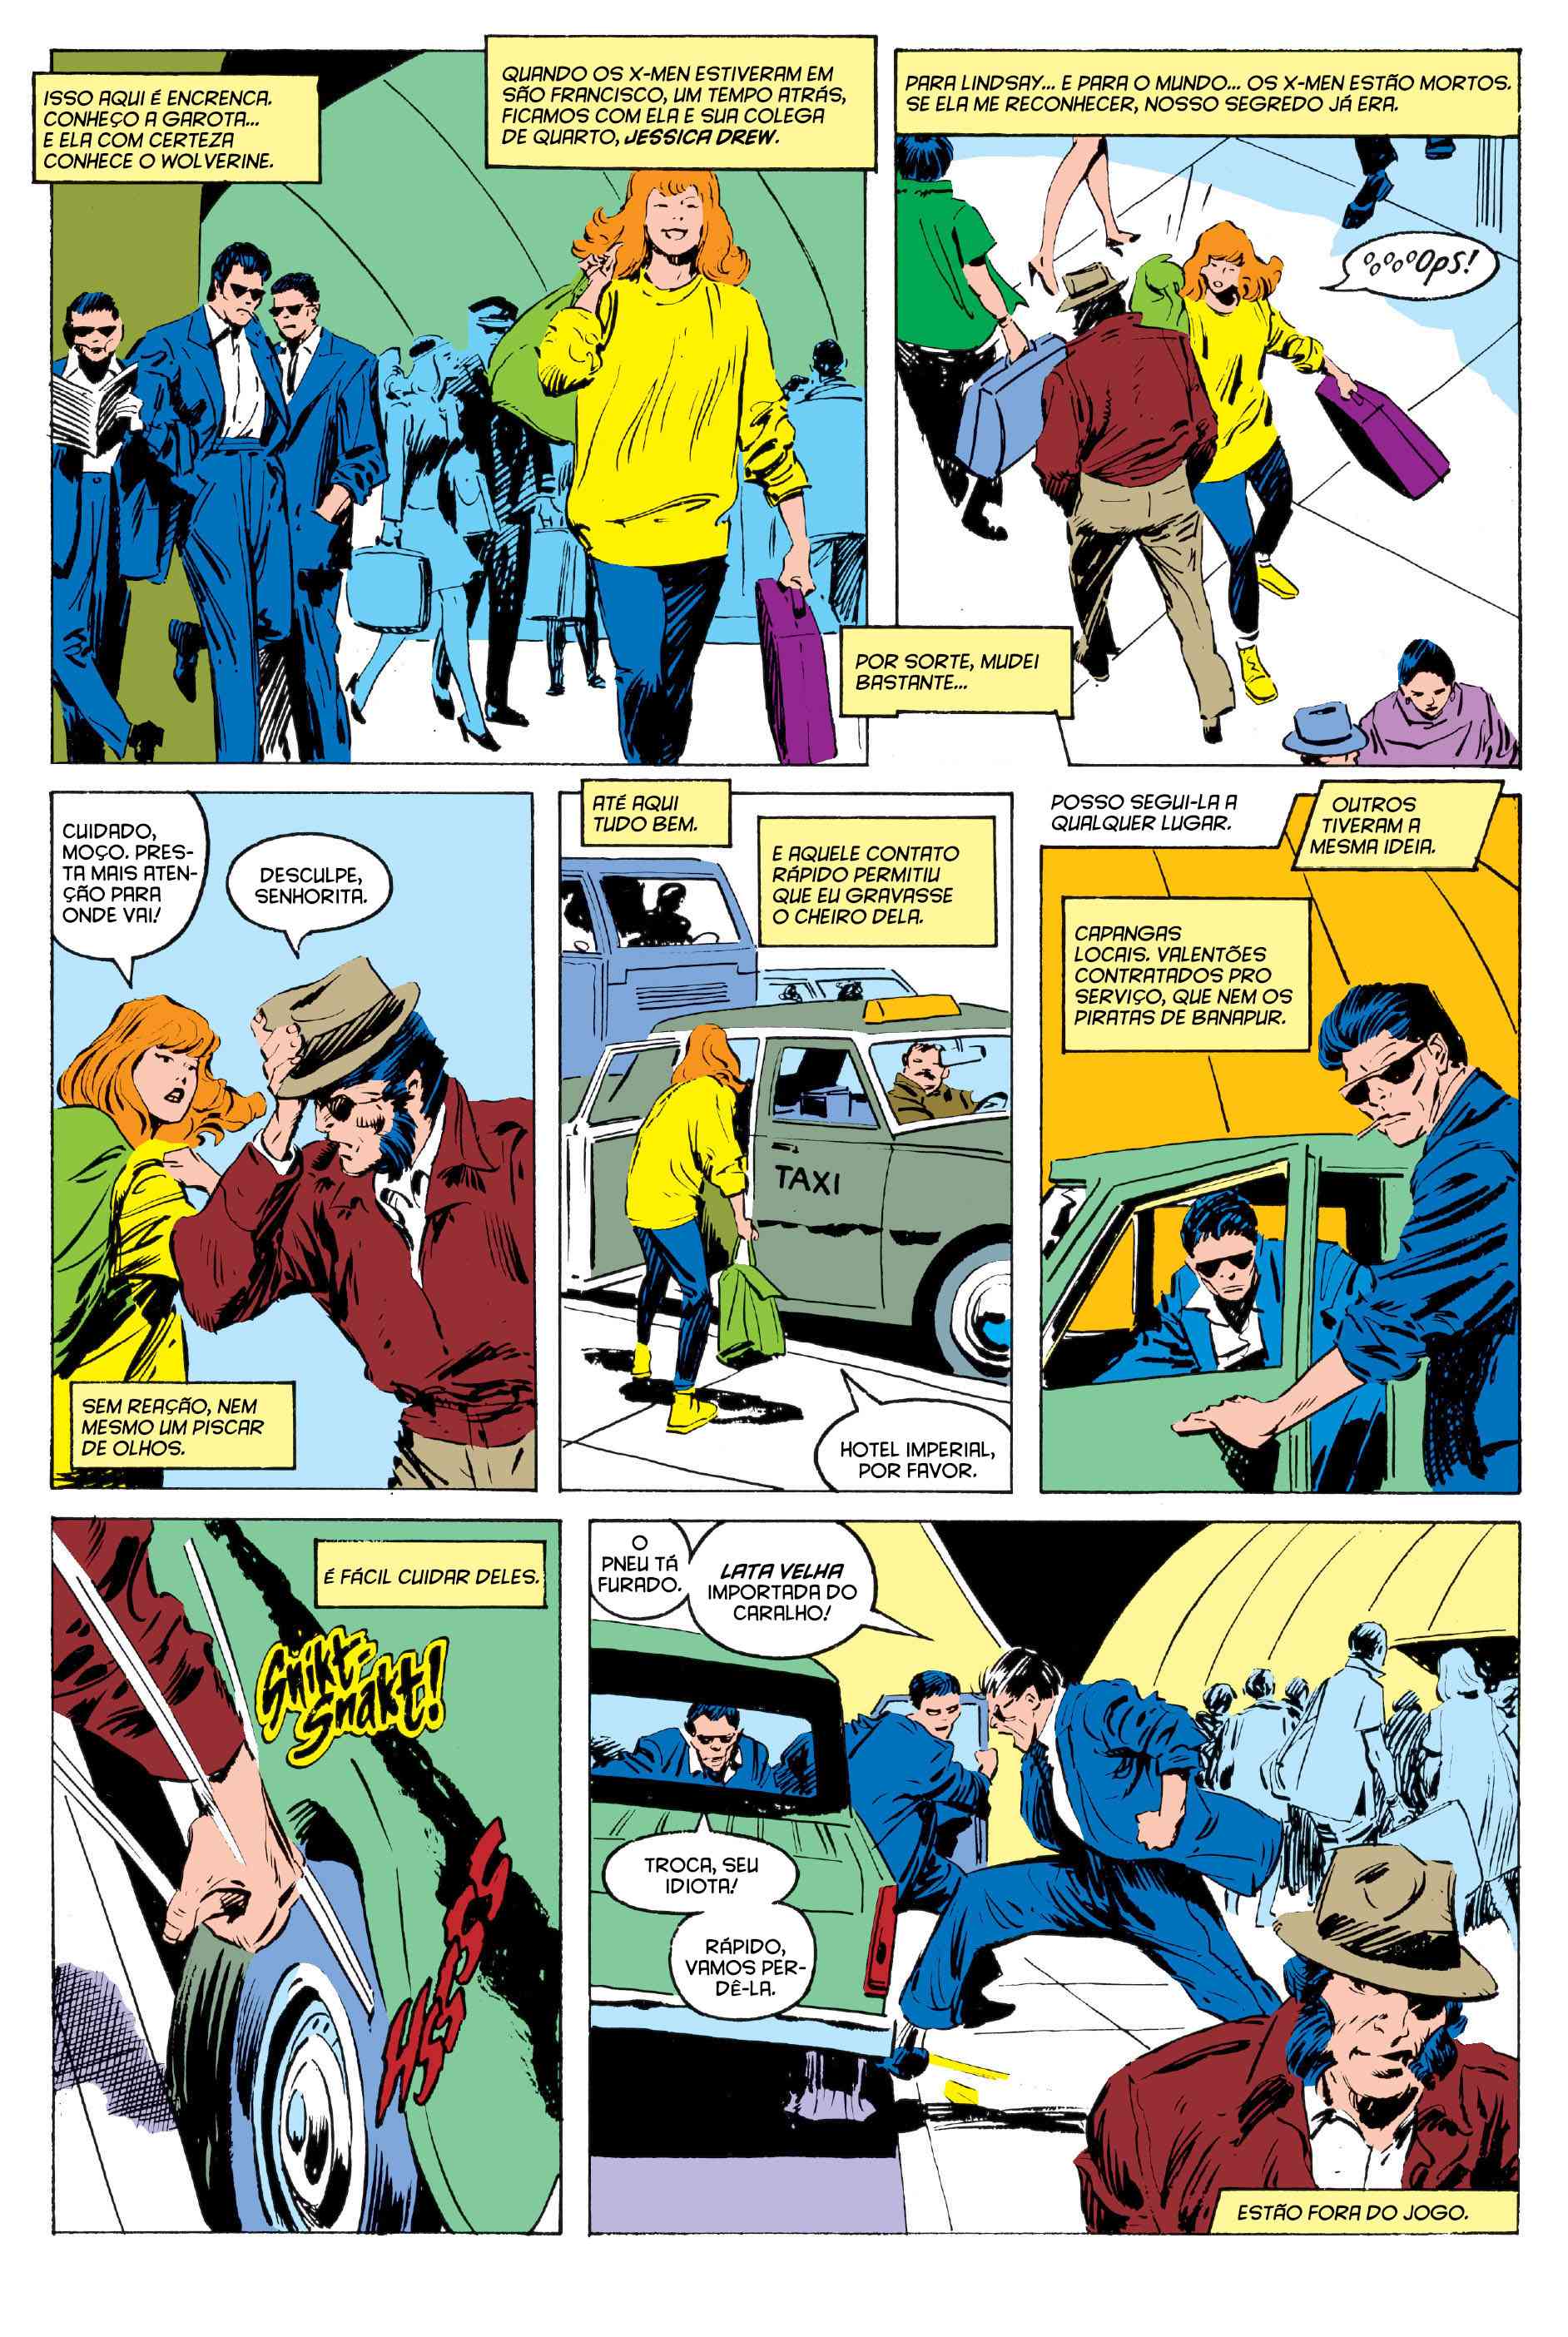 ISSO AQUI É ENCRENCA.
CONHEÇO A GAROTA...
E ELA COM CERTEZA
CONHECE O WOLVERINE.
QUANDO OS X-MEN ESTIVERAM EM
SÃO FRANCISCO, UM TEMPO ATRÁS,
FICAMOS COM ELA E SUA COLEGA
DE QUARTO, JESSICA DREW.
PARA LINDSAY... E PARA O MUNDO... OS X-MEN ESTÃO MORTOS.
SE ELA ME RECONHECER, NOSSO SEGREDO JÁ ERA.
OOOOOOPS!
POR SORTE, MUDEI
BASTANTE...
CUIDADO,
MOÇO. PRES-
TA MAIS ATEN-
ÇÃO PARA
ONDE VAI!
DESCULPE,
SENHORITA.
SEM REAÇÃO, NEM
MESMO UM PISCAR
DE OLHOS.
ATÉ AQUI
TUDO BEM.
E AQUELE CONTATO
RÁPIDO PERMITIU
QUE EU GRAVASSE
O CHEIRO DELA.
TAXI
HOTEL IMPERIAL,
POR FAVOR.
POSSO SEGUI-LA A
QUALQUER LUGAR.
OUTROS
TIVERAM A
MESMA IDEIA.
CAPANGAS
LOCAIS. VALENTÕES
CONTRATADOS PRO
SERVIÇO, QUE NEM OS
PIRATAS DE BANAPUR.
É FÁCIL CUIDAR DELES.
SNIKT-
SNAKT!
HSSSSS
O
PNEU TÁ
FURADO.
LATA VELHA
IMPORTADA DO
CARALHO!
TROCA, SEU
IDIOTA!
RÁPIDO,
VAMOS PER-
DÊ-LA.
ESTÃO FORA DO JOGO.